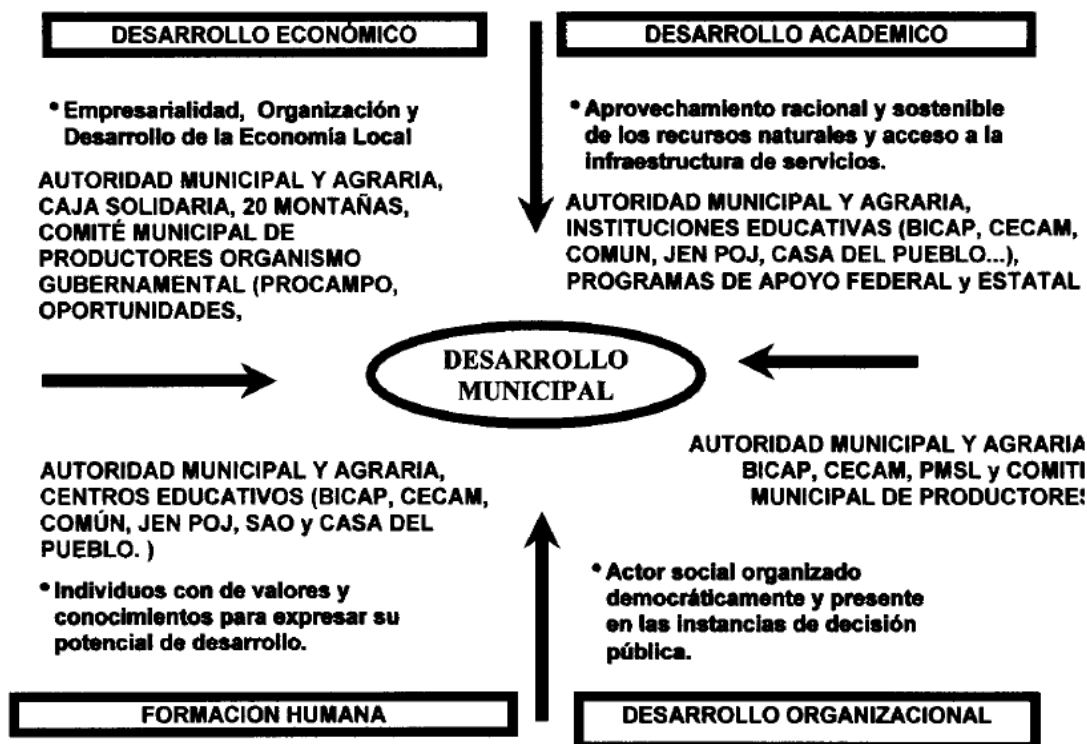 DESARROLLO ECONÓMICO
• Empresarialidad, Organización y
Desarrollo de la Economía Local
AUTORIDAD MUNICIPAL Y AGRARIA,
CAJA SOLIDARIA, 20 MONTAÑAS,
COMITÉ MUNICIPAL DE
PRODUCTORES ORGANISMO
GUBERNAMENTAL (PROCAMPO,
OPORTUNIDADES,
DESARROLLO ACADEMICO
• Aprovechamiento racional y sostenible
de los recursos naturales y acceso a la
infraestructura de servicios.
AUTORIDAD MUNICIPAL Y AGRARIA,
INSTITUCIONES EDUCATIVAS (BICAP, CECAM,
COMUN, JEN POJ, CASA DEL PUEBLO...),
PROGRAMAS DE APOYO FEDERAL y ESTATAL
DESARROLLO
MUNICIPAL
AUTORIDAD MUNICIPAL Y AGRARIA,
CENTROS EDUCATIVOS (BICAP, CECAM,
COMÚN, JEN POJ, SAO y CASA DEL
PUEBLO. )
• Individuos con de valores y
conocimientos para expresar su
potencial de desarrollo.
FORMACION HUMANA
AUTORIDAD MUNICIPAL Y AGRARIA
BICAP, CECAM, PMSL y COMIT
MUNICIPAL DE PRODUCTORES
• Actor social organizado
democráticamente y presente
en las instancias de decisión
pública.
DESARROLLO ORGANIZACIONAL